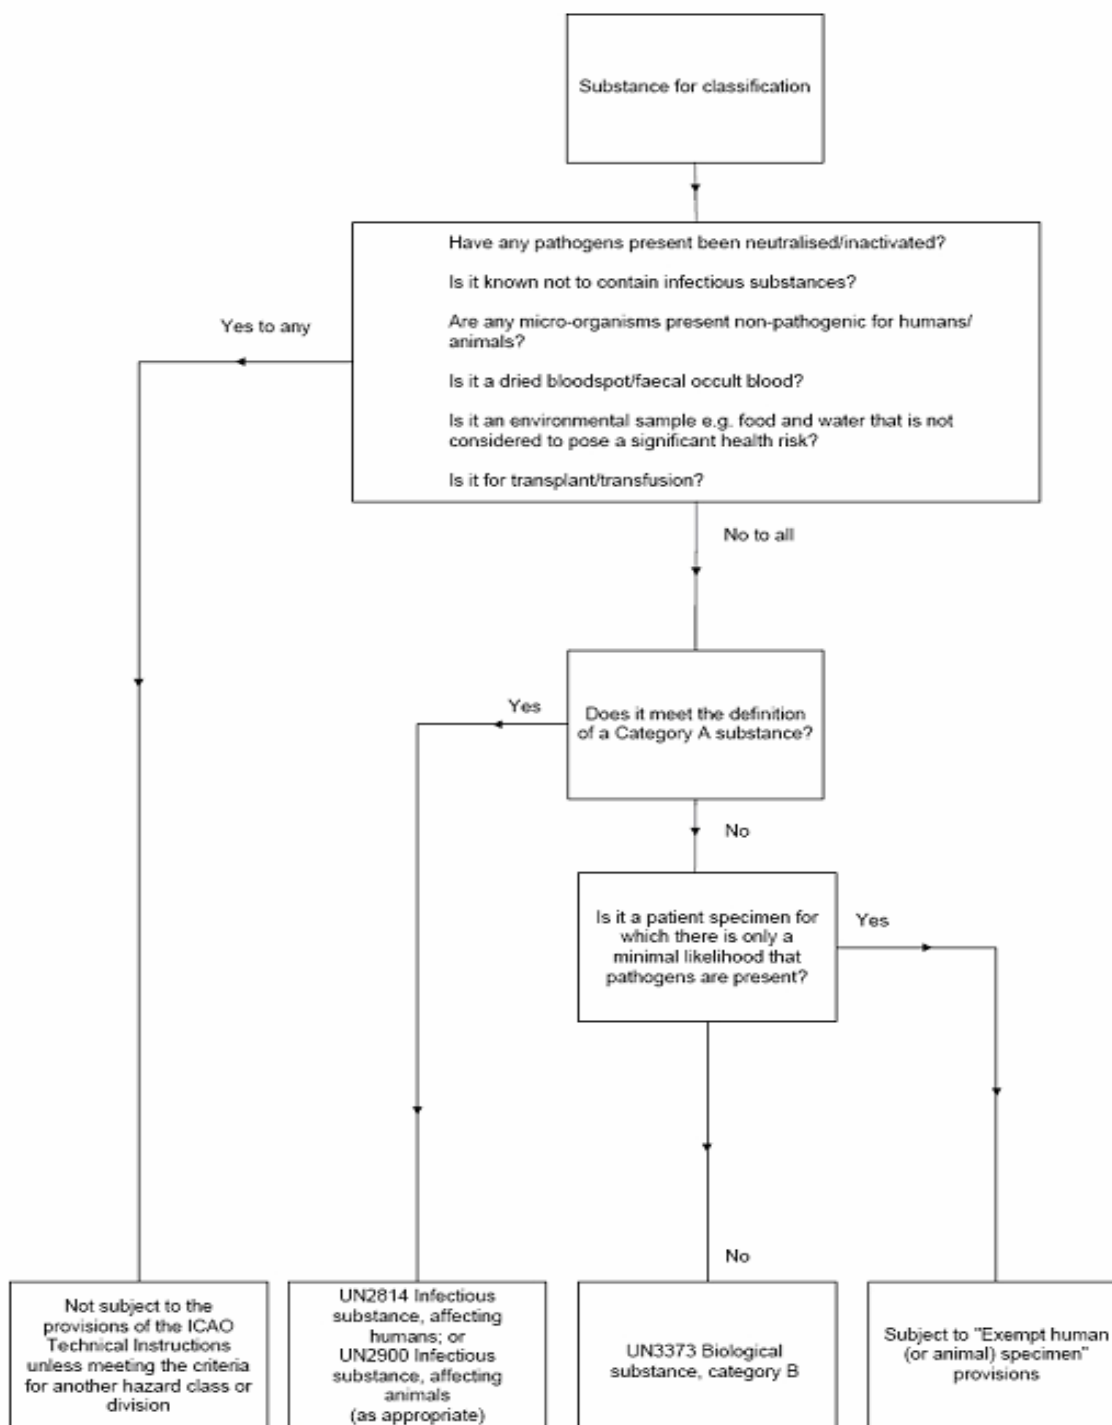 Substance for classification
Have any pathogens present been neutralised/inactivated?
Is it known not to contain infectious substances?
Are any micro-organisms present non-pathogenic for humans/
animals?
Is it a dried bloodspot/faecal occult blood?
Is it an environmental sample e.g. food and water that is not
considered to pose a significant health risk?
Is it for transplant/transfusion?
Yes to any
No to all
Does it meet the definition
of a Category A substance?
Yes
No
Is it a patient specimen for
which there is only a
minimal likelihood that
pathogens are present?
Yes
No
Not subject to the
provisions of the ICAO
Technical Instructions
unless meeting the criteria
for another hazard class or
division
UN2814 Infectious
substance, affecting
humans; or
UN2900 Infectious
substance, affecting
animals
(as appropriate)
UN3373 Biological
substance, category B
Subject to "Exempt human
(or animal) specimen"
provisions